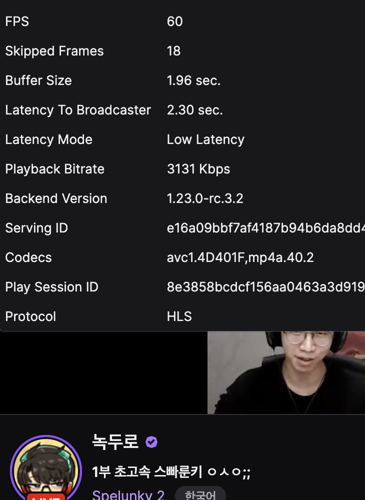 FPS 60
Skipped Frames 18
Buffer Size 1.96 sec.
Latency To Broadcaster 2.30 sec.
Latency Mode Low Latency
Playback Bitrate 3131 Kbps
Backend Version 1.23.0-rc.3.2
Serving ID e16a09bbf7af4187b94b6da8dd4
Codecs avc1.4D401F,mp4a.40.2
Play Session ID 8e3858bcdcf156aa0463a3d919
Protocol HLS
녹두로
1부 초고속 스빠룬키 ㅇㅅㅇ;;
Spelunky 2 한국어